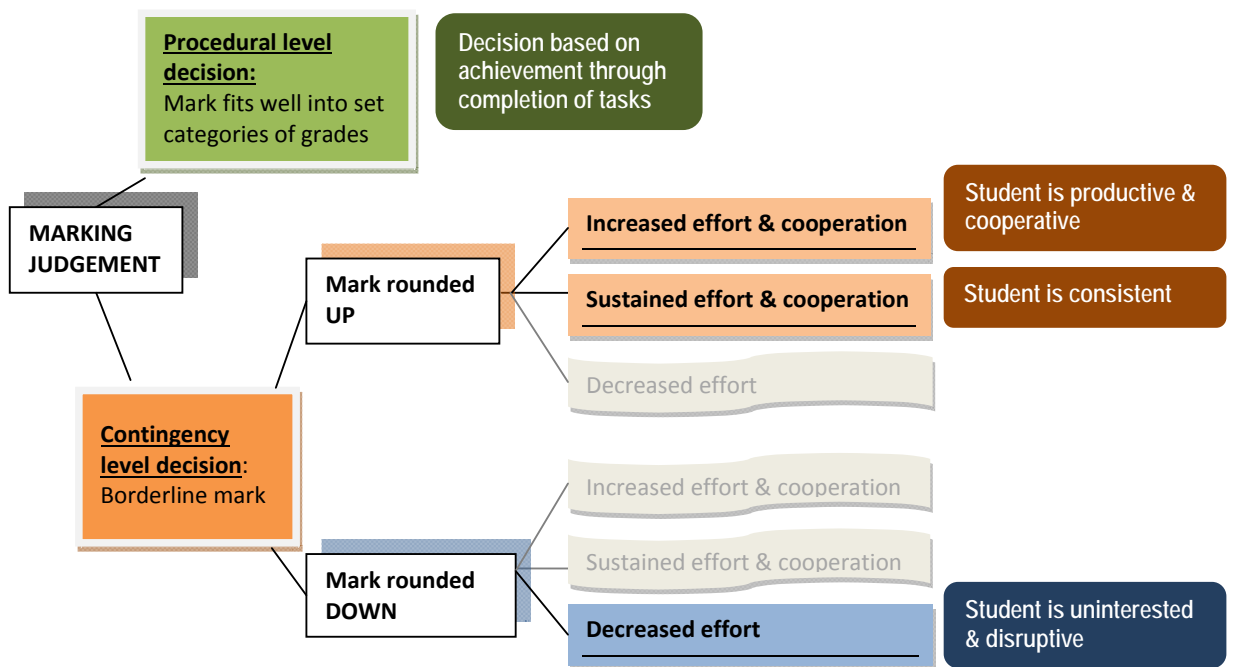 Procedural level
decision:
Mark fits well into set
categories of grades
Decision based on
achievement through
completion of tasks
MARKING
JUDGEMENT
Mark rounded
UP
Increased effort & cooperation
Student is productive &
cooperative
Sustained effort & cooperation
Student is consistent
Decreased effort
Contingency
level decision:
Borderline mark
Mark rounded
DOWN
Increased effort & cooperation
Sustained effort & cooperation
Decreased effort
Student is uninterested
& disruptive